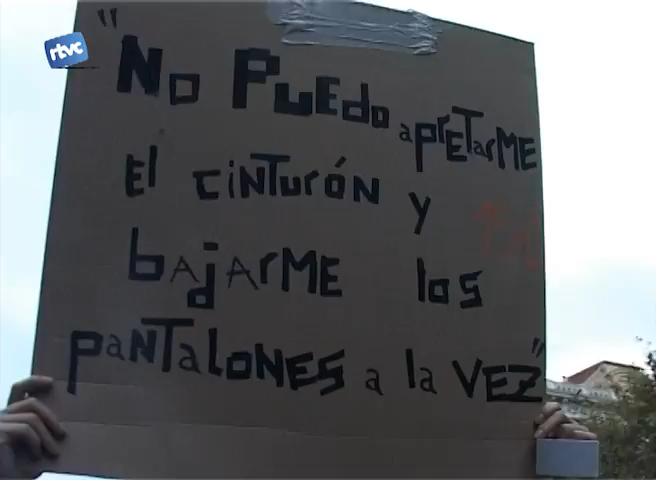 rtvc
"No PuEdo aprETarME
El cinTurón y
bAjARME los
panTaloNES a la VEZ"